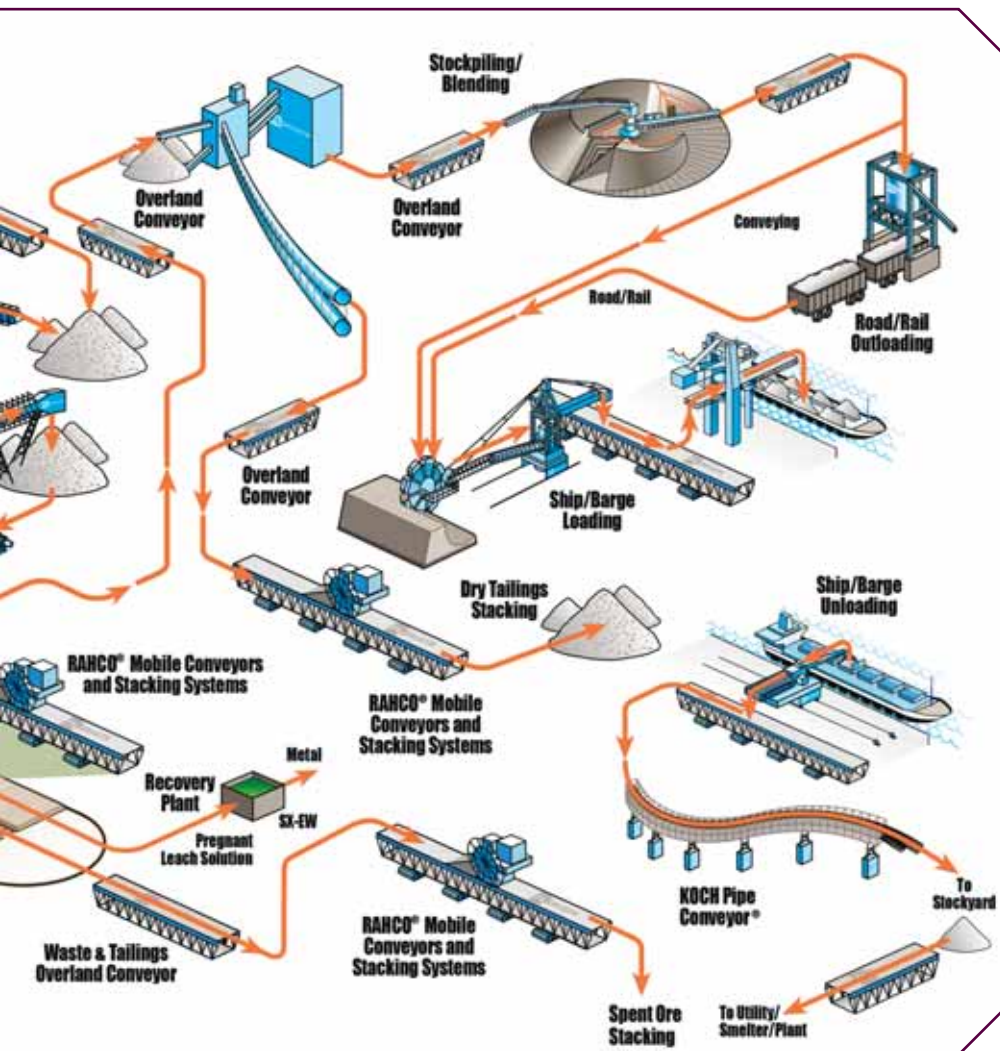 Stockpiling/
Blending
Overland
Conveyor
Overland
Conveyor
Conveying
Road/Rail
Road/Rail
Outloading
Overland
Conveyor
Ship/Barge
Loading
Dry Tailings
Stacking
Ship/Barge
Unloading
RAHCO® Mobile Conveyors
and Stacking Systems
RAHCO® Mobile
Conveyors and
Stacking Systems
Metal
Recovery
Plant
SX-EW
Pregnant
Leach Solution
KOCH Pipe
Conveyor®
To
Stockyard
Waste & Tailings
Overland Conveyor
RAHCO® Mobile
Conveyors and
Stacking Systems
Spent Ore
Stacking
To Utility/
Smelter/Plant